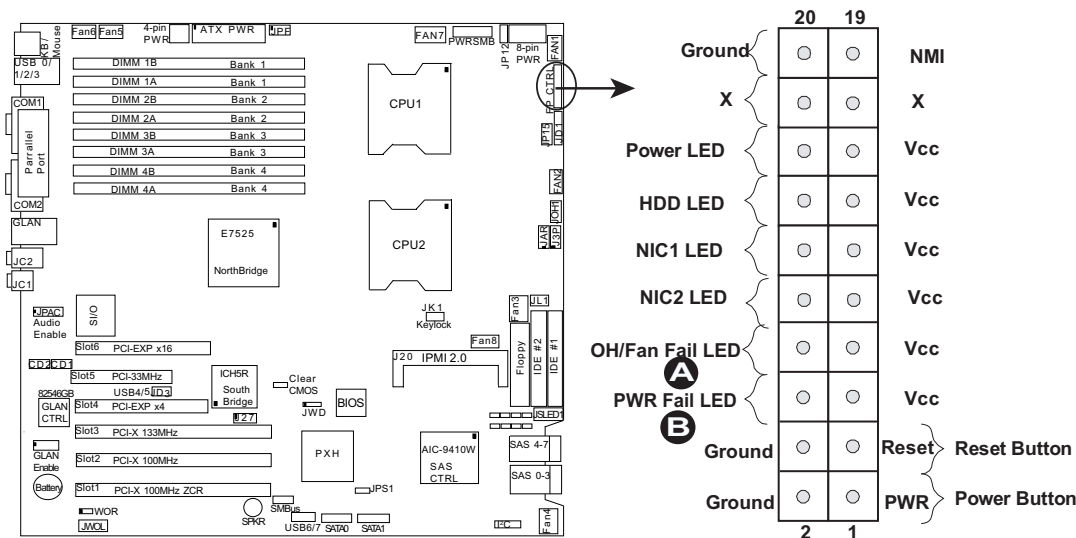 Fan6 Fan5
4-pin
PWR
ATX PWR
JPF
FAN7
PWRSMB
JP12
8-pin
PWR
FAN1
KB/
Mouse
USB 0/
1/2/3
DIMM 1B Bank 1
DIMM 1A Bank 1
DIMM 2B Bank 2
DIMM 2A Bank 2
DIMM 3B Bank 3
DIMM 3A Bank 3
DIMM 4B Bank 4
DIMM 4A Bank 4
CPU1
FP CTRL
JP15
JD1
COM1
Parrallel
Port
COM2
GLAN
JC2
JC1
E7525
NorthBridge
CPU2
FAN2
JOH1
JAR
J3P
JPAC
Audio
Enable
S I/O
JK1
Keylock
Fan3
JL1
Fan8
Floppy
IDE #2
IDE #1
Slot6 PCI-EXP x16
CD2 CD1
Slot5 PCI-33MHz
82546GB
GLAN
CTRL
USB4/5
JD3
Slot4 PCI-EXP x4
ICH5R
South
Bridge
J27
Clear
CMOS
JWD
BIOS
J20 IPMI 2.0
JSLED1
Slot3 PCI-X 133MHz
GLAN
Enable
Slot2 PCI-X 100MHz
Battery
Slot1 PCI-X 100MHz ZCR
PXH
AIC-9410W
SAS
CTRL
SAS 4-7
SAS 0-3
JPS1
WOR
JWOL
SPKR
SMBus
USB6/7
SATA0
SATA1
I²C
Fan4
20 19
Ground NMI
X X
Power LED Vcc
HDD LED Vcc
NIC1 LED Vcc
NIC2 LED Vcc
OH/Fan Fail LED Vcc
A
PWR Fail LED Vcc
B
Ground Reset Reset Button
Ground PWR Power Button
2 1